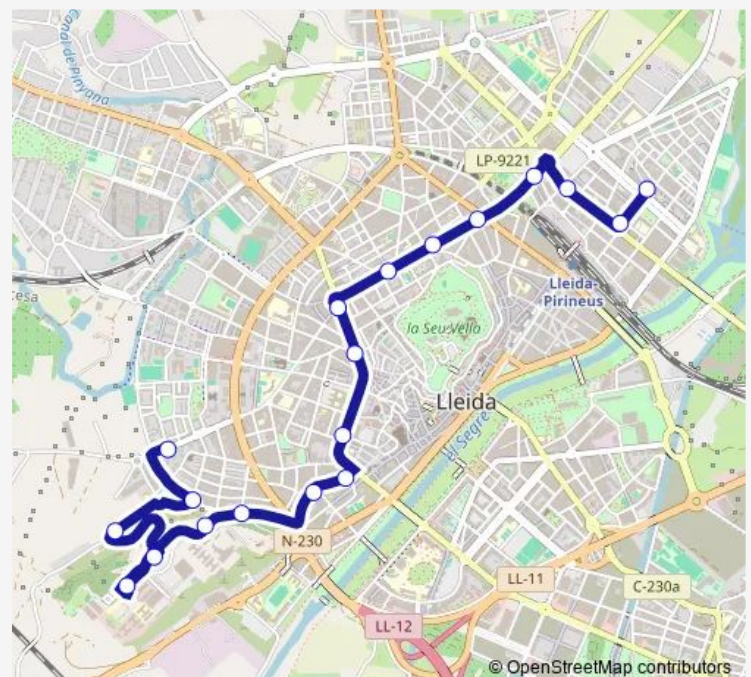 Canal de Pinyana
LP-9221
Lleida-
Pirineus
la Seu Vella
Lleida
el Segre
N-230
LL-11
C-230a
LL-12
© OpenStreetMap contributors